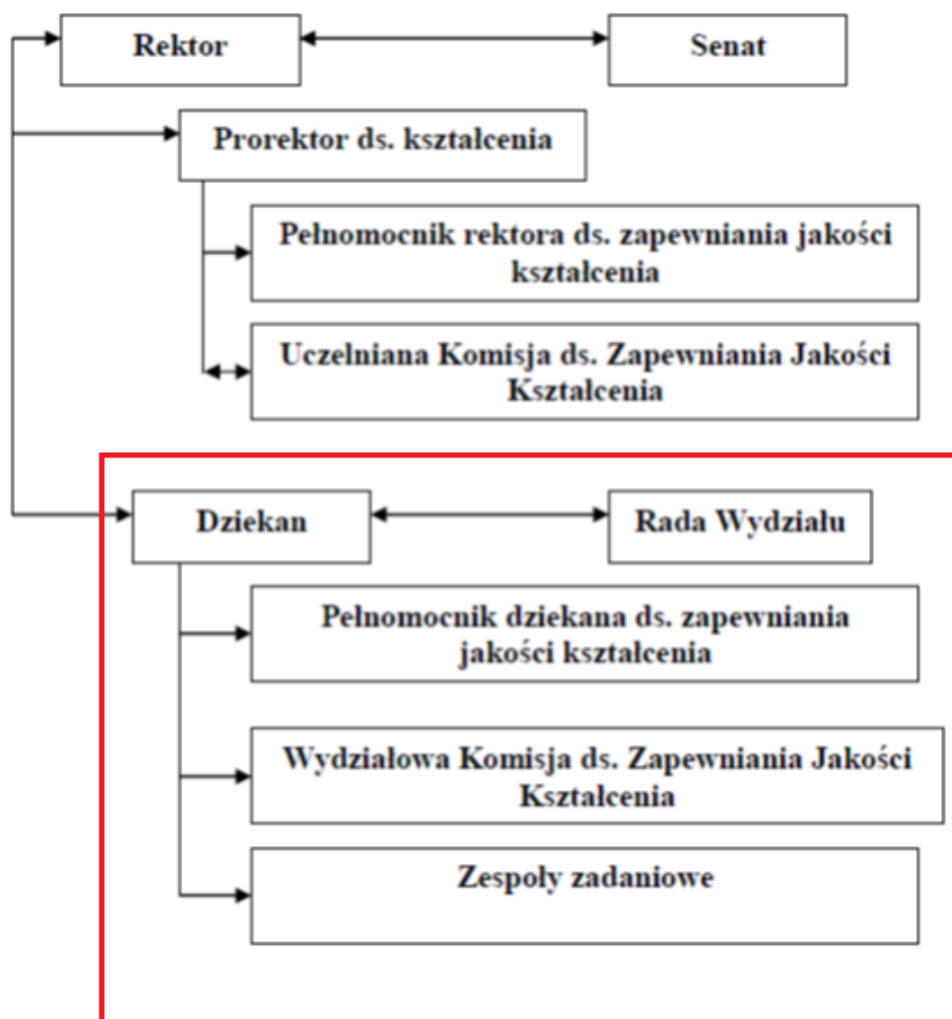 Rektor
Senat
Prorektor ds. kształcenia
Pełnomocnik rektora ds. zapewniania jakości
kształcenia
Uczelniana Komisja ds. Zapewniania Jakości
Kształcenia
Dziekan
Rada Wydziału
Pełnomocnik dziekana ds. zapewniania
jakości kształcenia
Wydziałowa Komisja ds. Zapewniania Jakości
Kształcenia
Zespoły zadaniowe